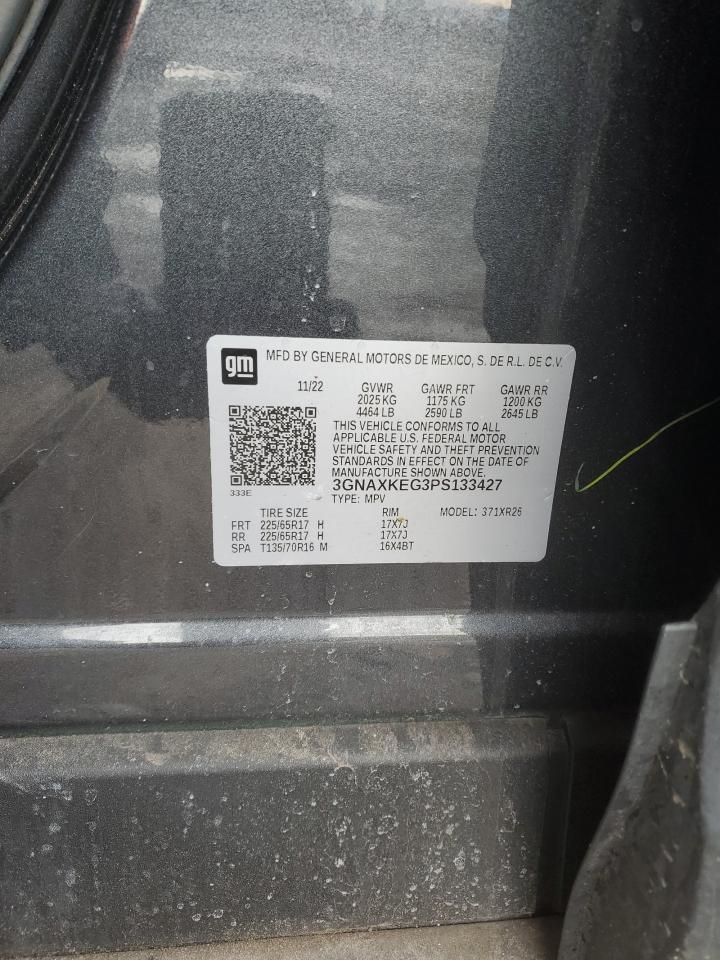 gm MFD BY GENERAL MOTORS DE MEXICO, S. DE R.L. DE C.V.
11/22 GVWR GAWR FRT GAWR RR
2025 KG 1175 KG 1200 KG
4464 LB 2590 LB 2645 LB
THIS VEHICLE CONFORMS TO ALL
APPLICABLE U.S. FEDERAL MOTOR
VEHICLE SAFETY AND THEFT PREVENTION
STANDARDS IN EFFECT ON THE DATE OF
MANUFACTURE SHOWN ABOVE.
3GNAXKEG3PS133427
333E TYPE: MPV
TIRE SIZE RIM MODEL: 371XR26
FRT 225/65R17 H 17X7J
RR 225/65R17 H 17X7J
SPA T135/70R16 M 16X4BT